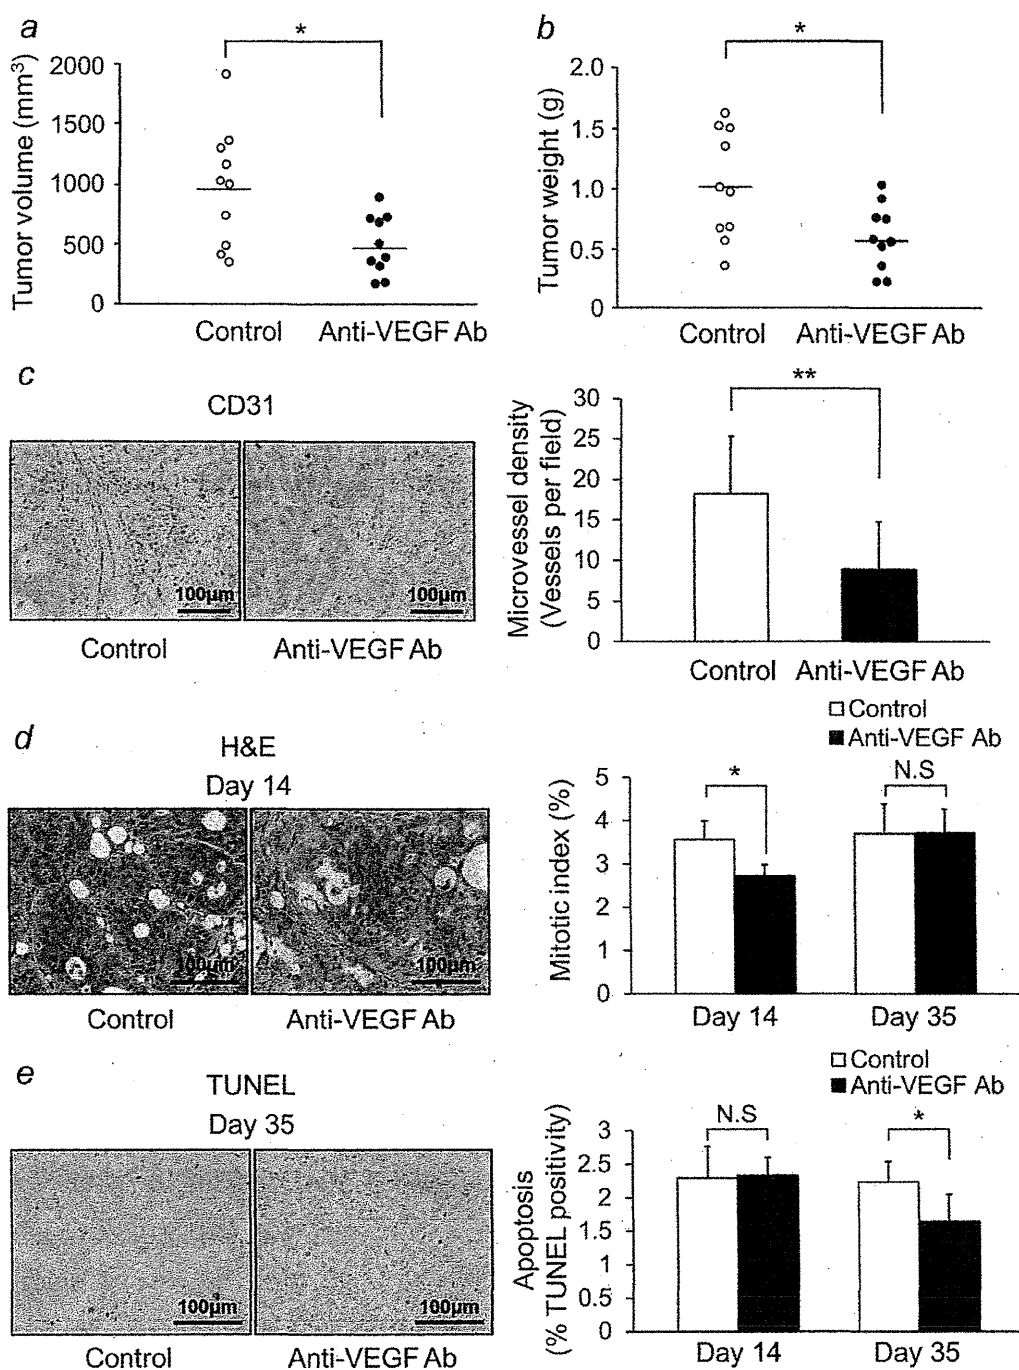 a
*
Tumor volume (mm³)
2000
1500
1000
500
0
Control
Anti-VEGF Ab
b
*
Tumor weight (g)
2.0
1.5
1.0
0.5
0
Control
Anti-VEGF Ab
c
CD31
100μm
100μm
Control
Anti-VEGF Ab
**
Microvessel density
(Vessels per field)
30
25
20
15
10
5
0
Control
Anti-VEGF Ab
d
H&E
Day 14
100μm
100μm
Control
Anti-VEGF Ab
Control
Anti-VEGF Ab
*
N.S
Mitotic index (%)
5
4
3
2
1
0
Day 14
Day 35
e
TUNEL
Day 35
100μm
100μm
Control
Anti-VEGF Ab
Control
Anti-VEGF Ab
N.S
*
Apoptosis
(% TUNEL positivity)
3
2.5
2
1.5
1
0.5
0
Day 14
Day 35